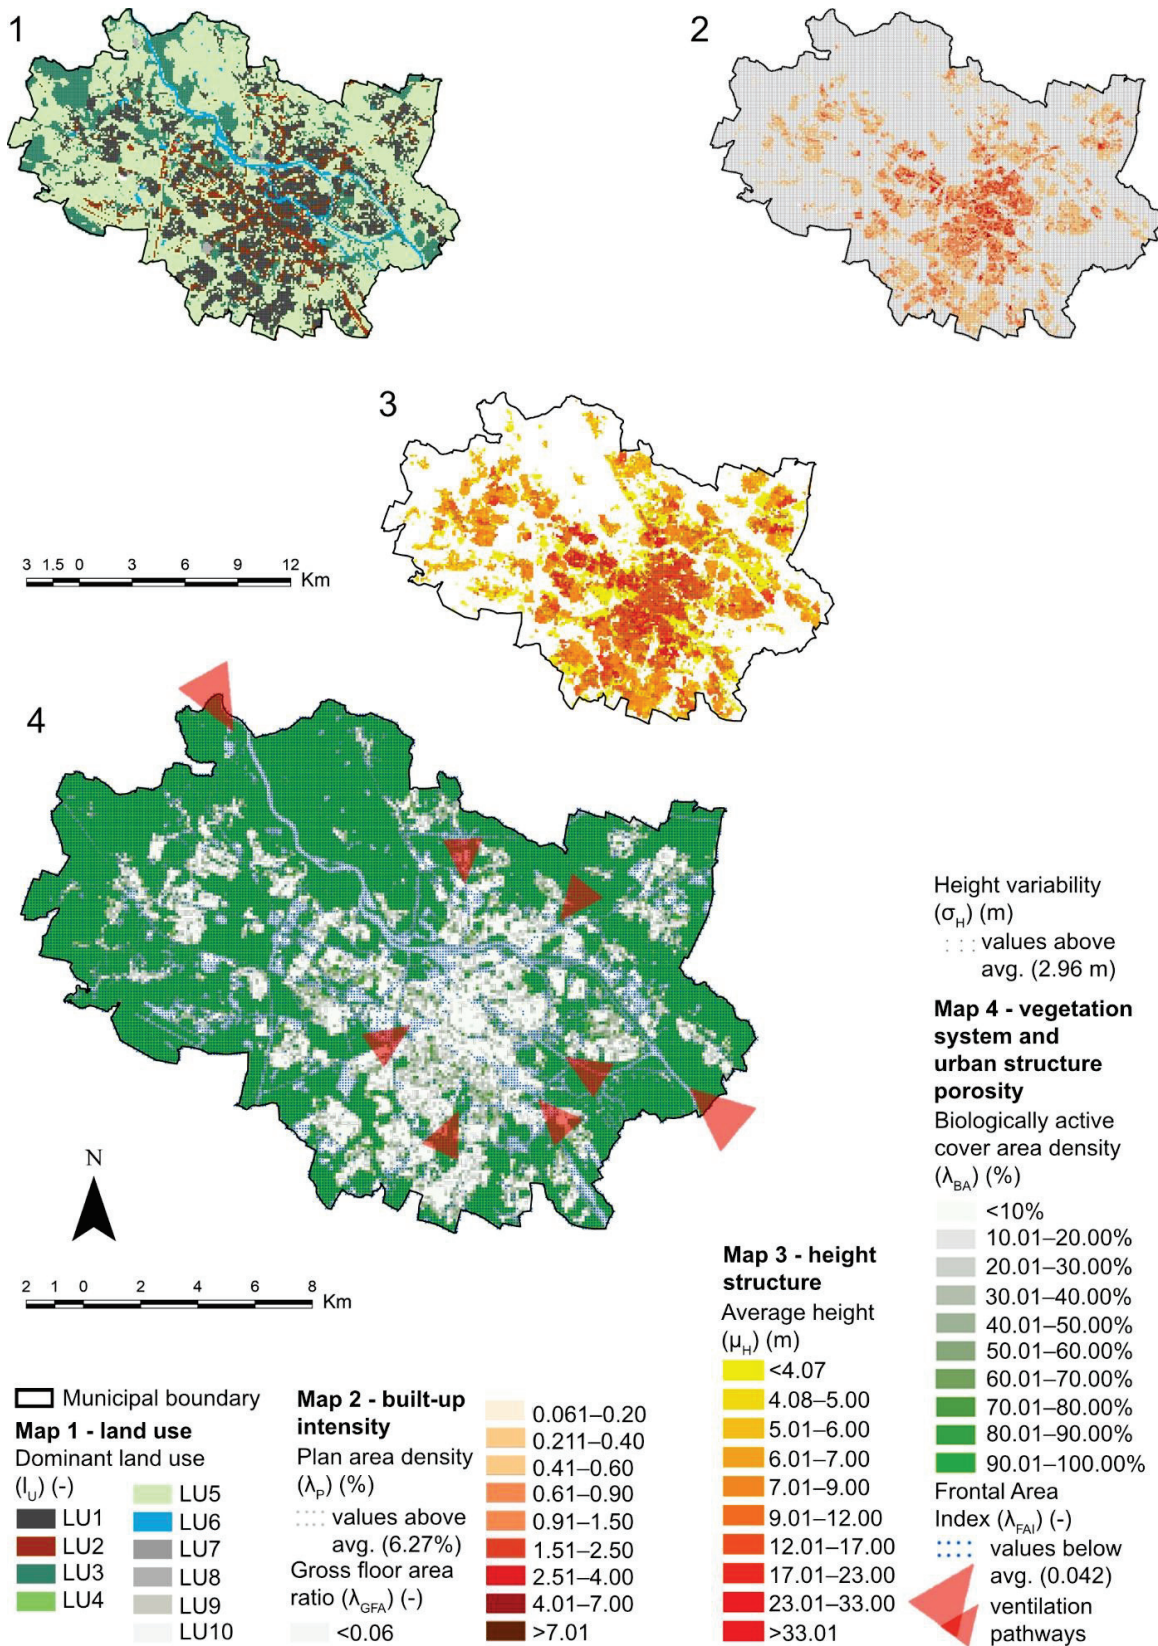 1
2
3
3 1.5 0 3 6 9 12
Km
4
N
2 1 0 2 4 6 8
Km
Municipal boundary
Map 1 - land use
Dominant land use
(lU) (-)
LU1
LU2
LU3
LU4
LU5
LU6
LU7
LU8
LU9
LU10
Map 2 - built-up
intensity
Plan area density
(λP) (%)
values above
avg. (6.27%)
Gross floor area
ratio (λGFA) (-)
<0.06
0.061–0.20
0.211–0.40
0.41–0.60
0.61–0.90
0.91–1.50
1.51–2.50
2.51–4.00
4.01–7.00
>7.01
Map 3 - height
structure
Average height
(μH) (m)
<4.07
4.08–5.00
5.01–6.00
6.01–7.00
7.01–9.00
9.01–12.00
12.01–17.00
17.01–23.00
23.01–33.00
>33.01
Height variability
(σH) (m)
values above
avg. (2.96 m)
Map 4 - vegetation
system and
urban structure
porosity
Biologically active
cover area density
(λBA) (%)
<10%
10.01–20.00%
20.01–30.00%
30.01–40.00%
40.01–50.00%
50.01–60.00%
60.01–70.00%
70.01–80.00%
80.01–90.00%
90.01–100.00%
Frontal Area
Index (λFAI) (-)
values below
avg. (0.042)
ventilation
pathways